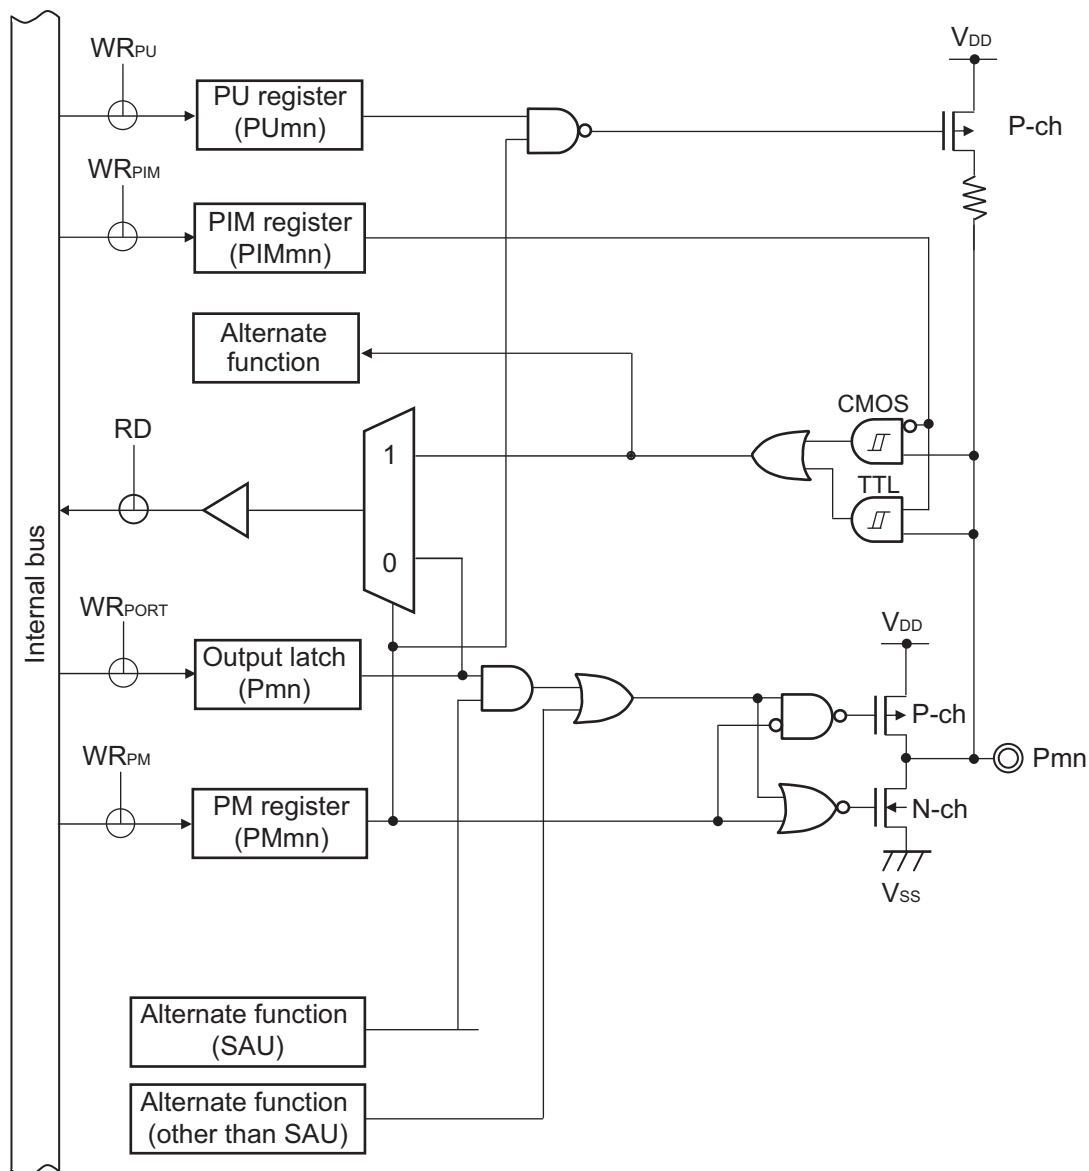 WRPU
PU register
(PUmn)
VDD
P-ch
WRPIM
PIM register
(PIMmn)
Alternate
function
CMOS
RD
1
TTL
0
Internal bus
WRPORT
Output latch
(Pmn)
VDD
P-ch
Pmn
WRPM
PM register
(PMmn)
N-ch
VSS
Alternate function
(SAU)
Alternate function
(other than SAU)